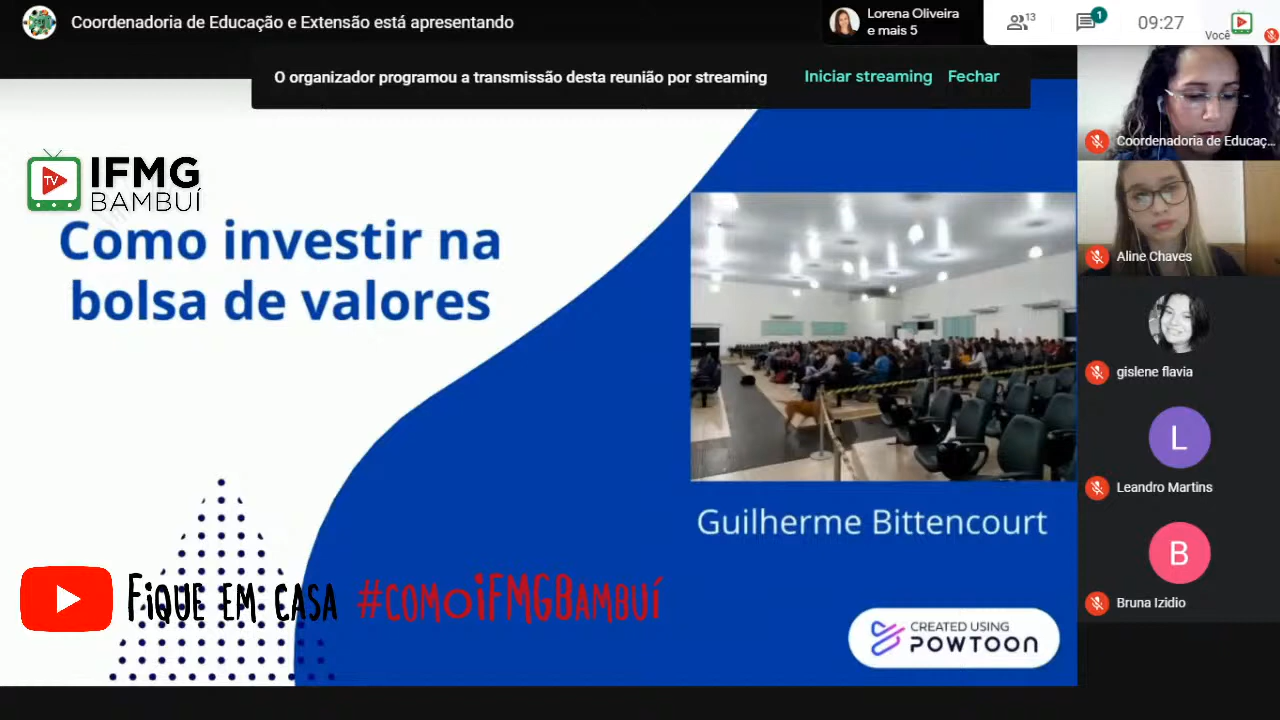 Coordenadoria de Educação e Extensão está apresentando
Lorena Oliveira
e mais 5
13
1
09:27
Você
O organizador programou a transmissão desta reunião por streaming
Iniciar streaming
Fechar
Coordenadoria de Educaç...
TV
IFMG
BAMBUÍ
Como investir na
bolsa de valores
Aline Chaves
gislene flavia
L
Leandro Martins
Guilherme Bittencourt
B
Bruna Izidio
Fique em casa #comoiFMGBambuí
CREATED USING
POWTOON